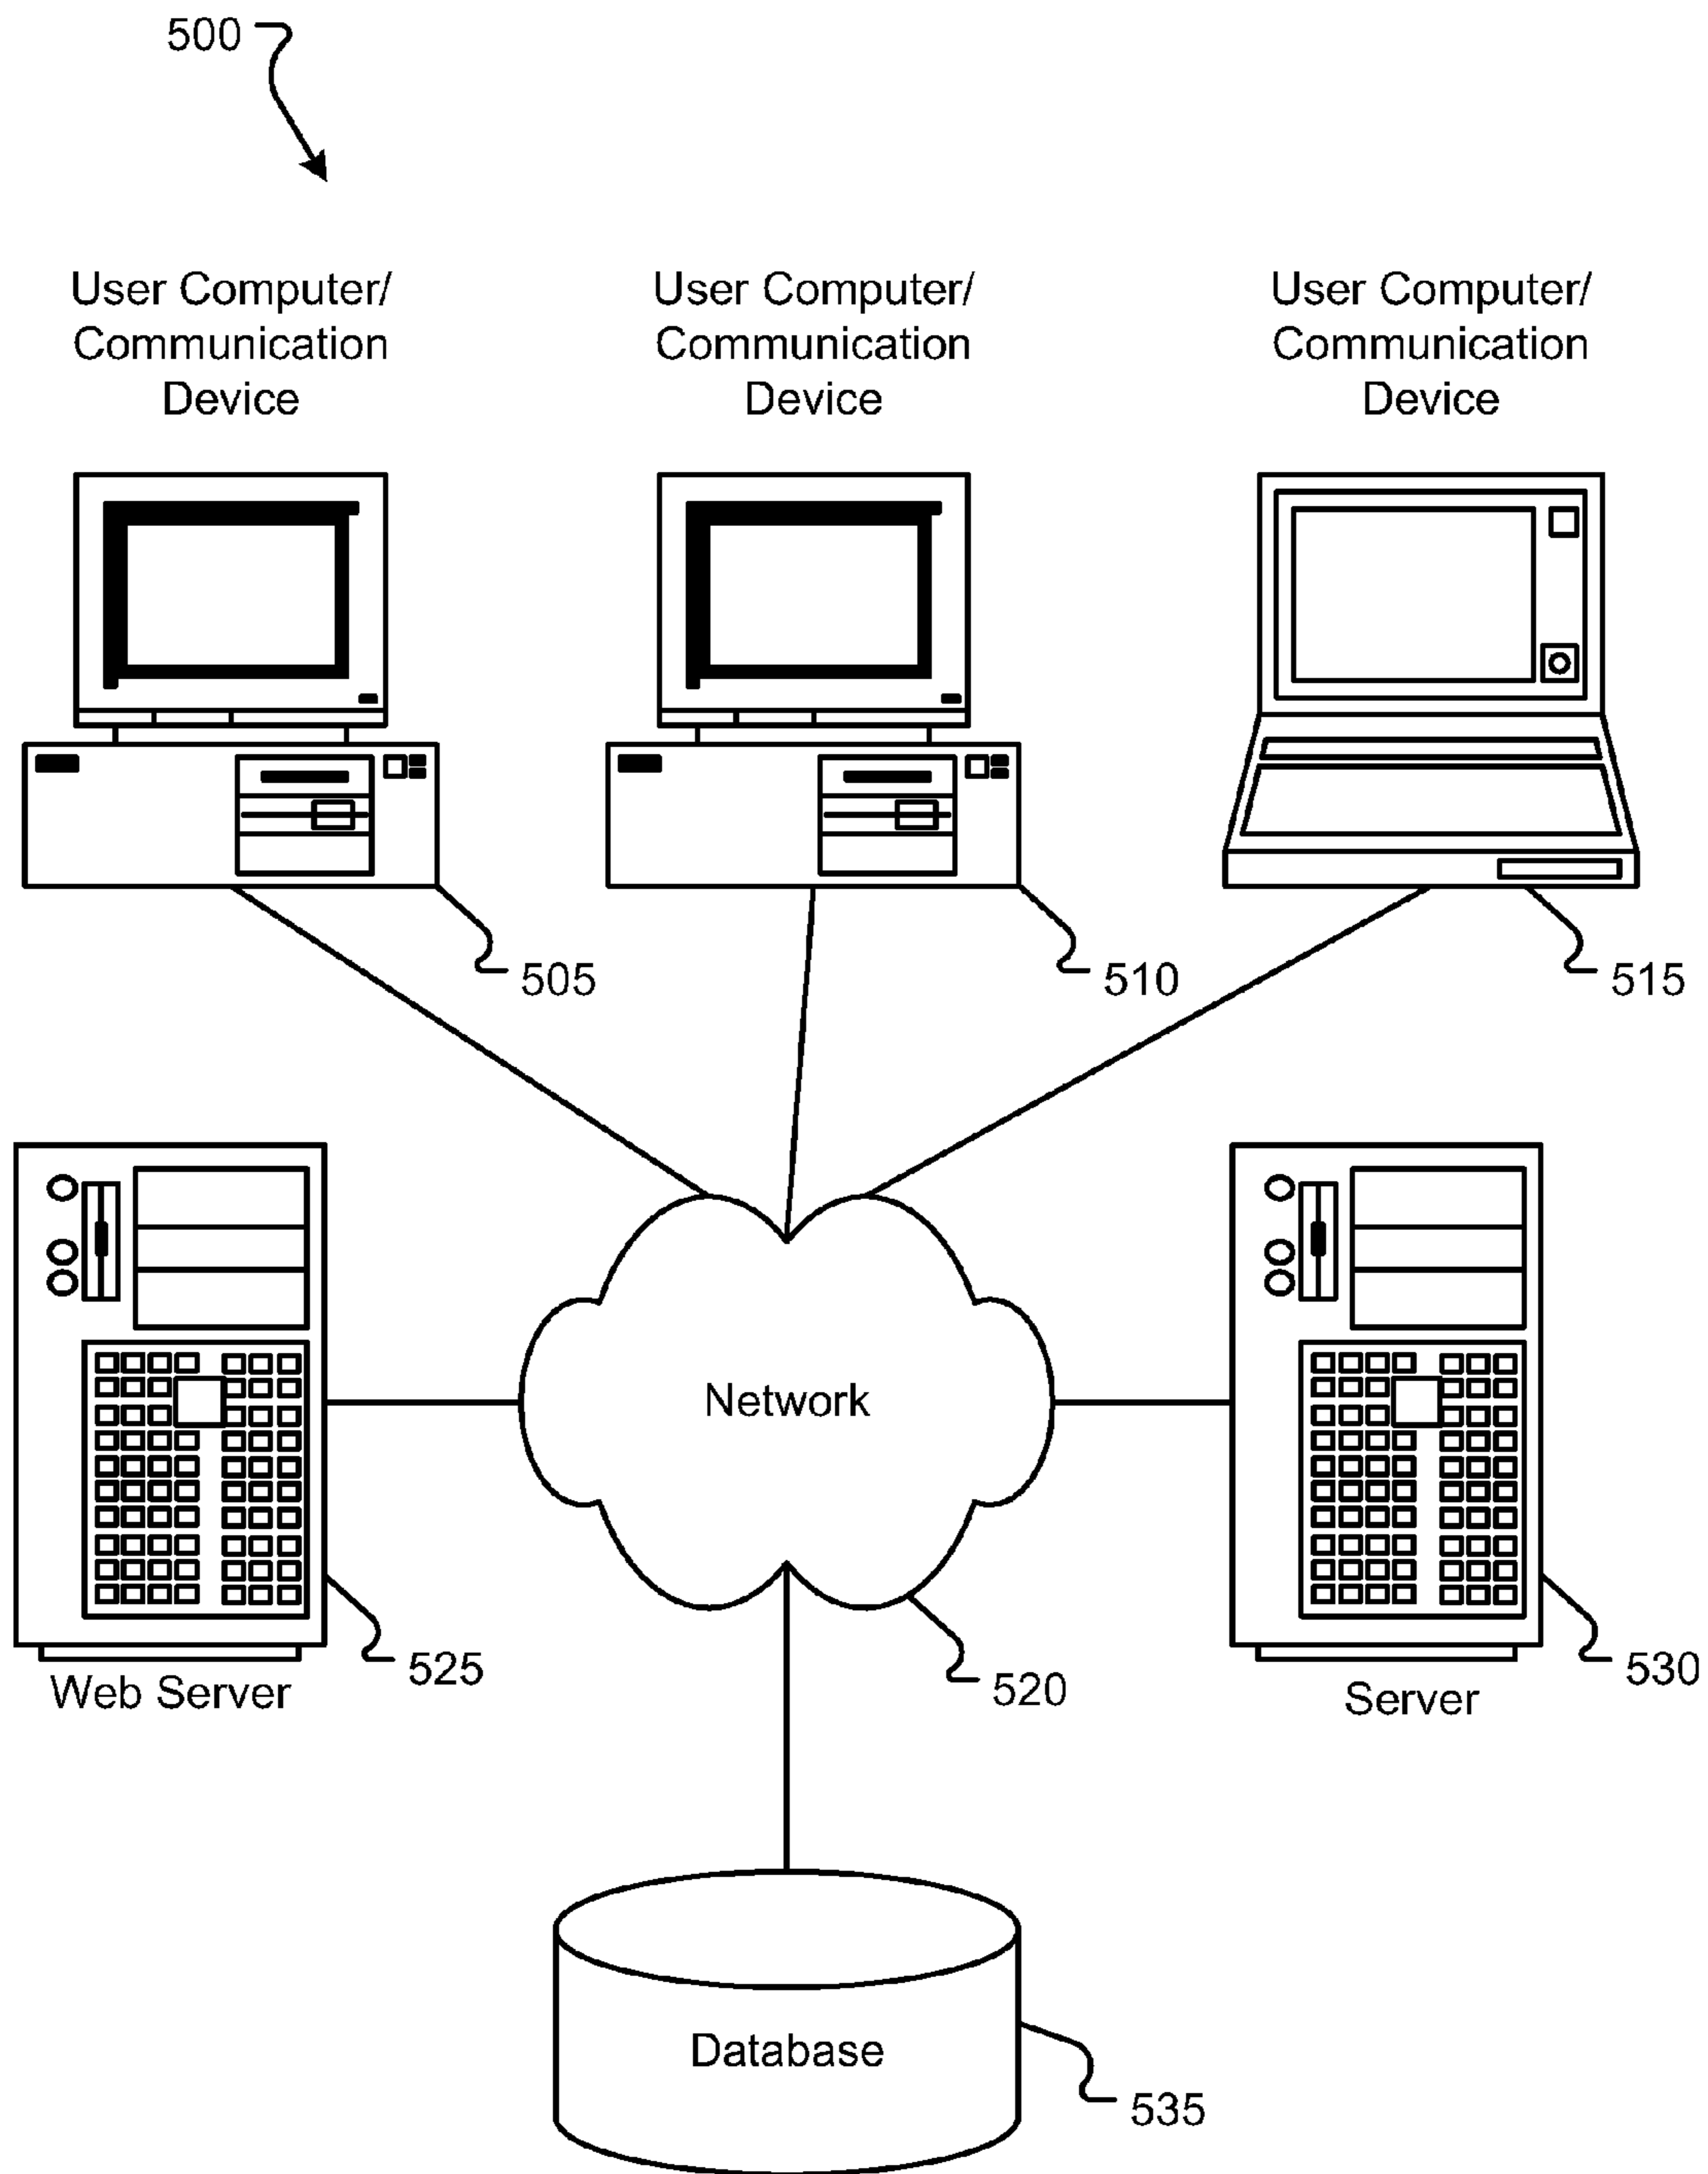 500
User Computer/
Communication
Device
User Computer/
Communication
Device
User Computer/
Communication
Device
505
510
515
Network
525
Web Server
520
530
Server
Database
535